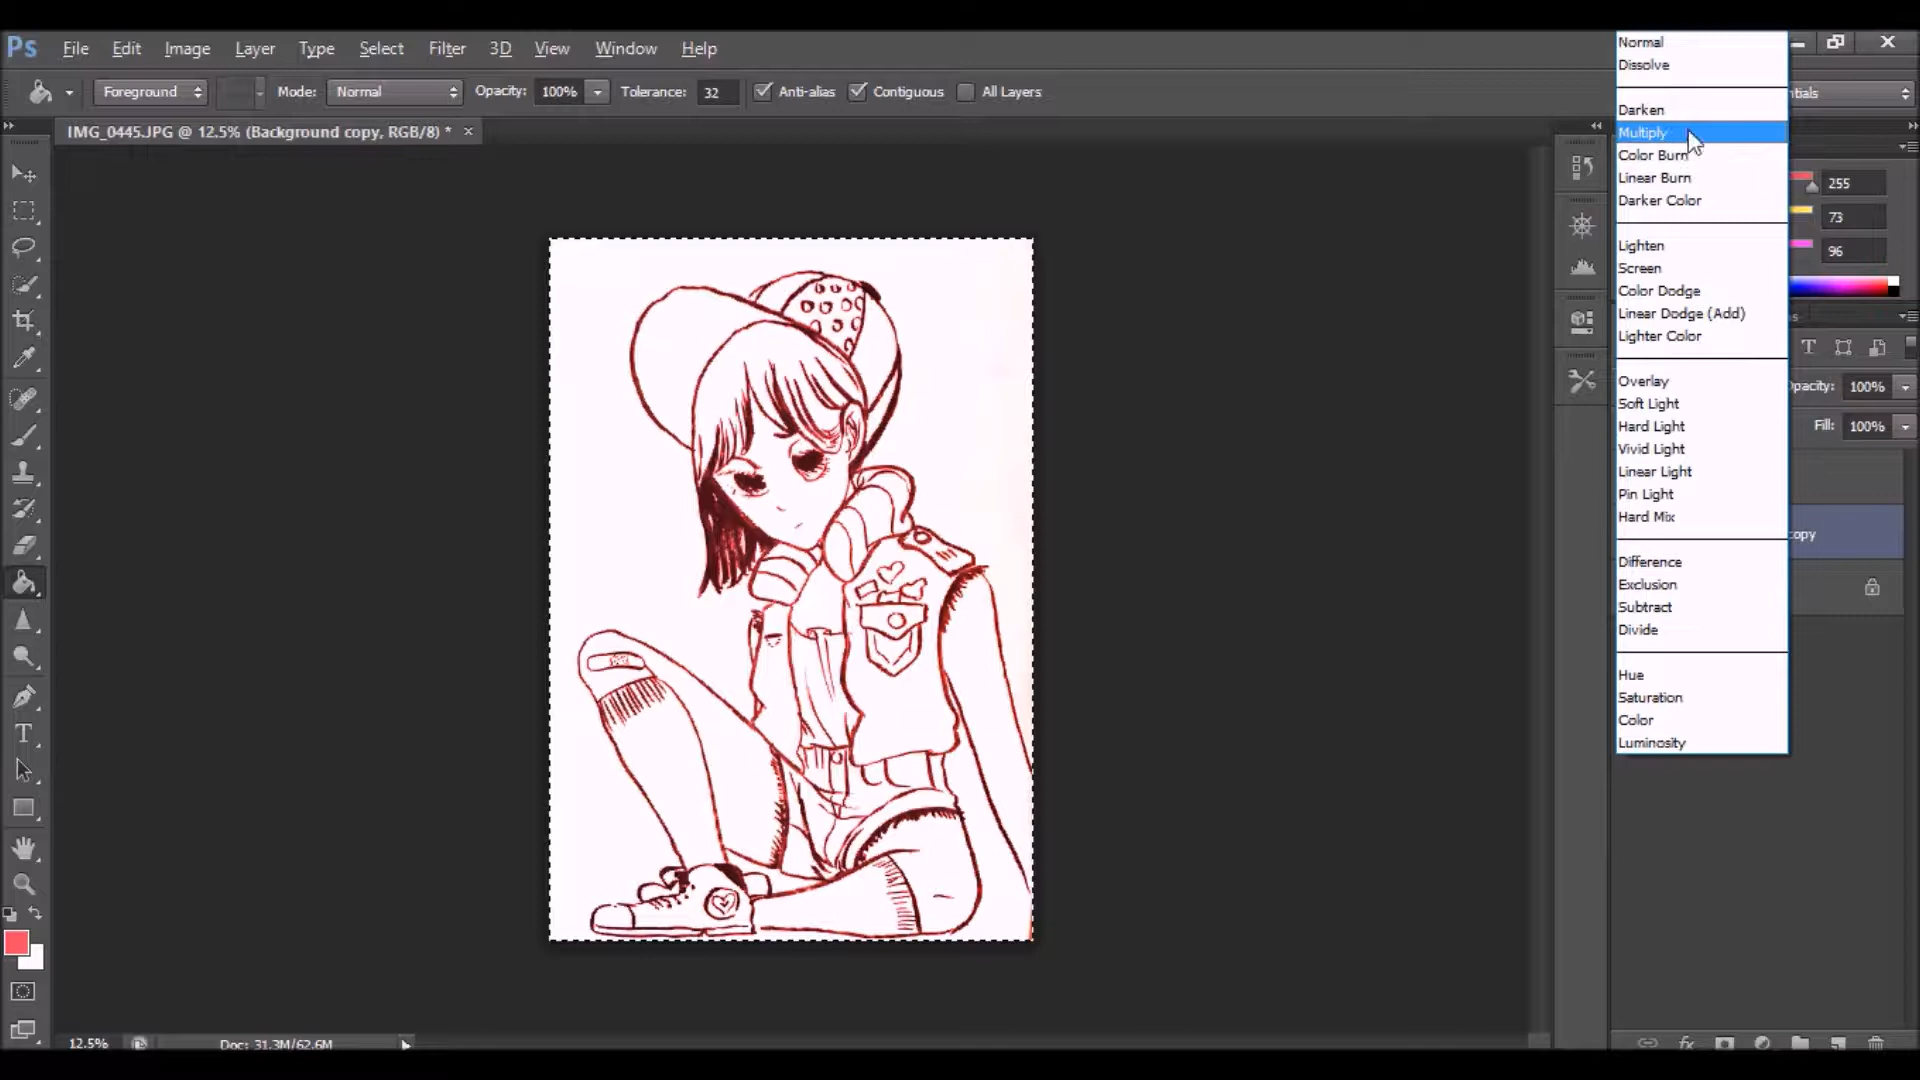 Ps File Edit Image Layer Type Select Filter 3D View Window Help
Foreground Mode: Normal Opacity: 100% Tolerance: 32 Anti-alias Contiguous All Layers
IMG_0445.JPG @ 12.5% (Background copy, RGB/8) * ×
Normal
Dissolve
ntials
Darken
Multiply
Color Burn
Linear Burn
Darker Color
255
73
96
Lighten
Screen
Color Dodge
Linear Dodge (Add)
Lighter Color
s
Overlay
Soft Light
Hard Light
Vivid Light
Linear Light
Pin Light
Hard Mix
pacity: 100%
Fill: 100%
copy
Difference
Exclusion
Subtract
Divide
Hue
Saturation
Color
Luminosity
12.5% Doc: 31.3M/62.6M
fx